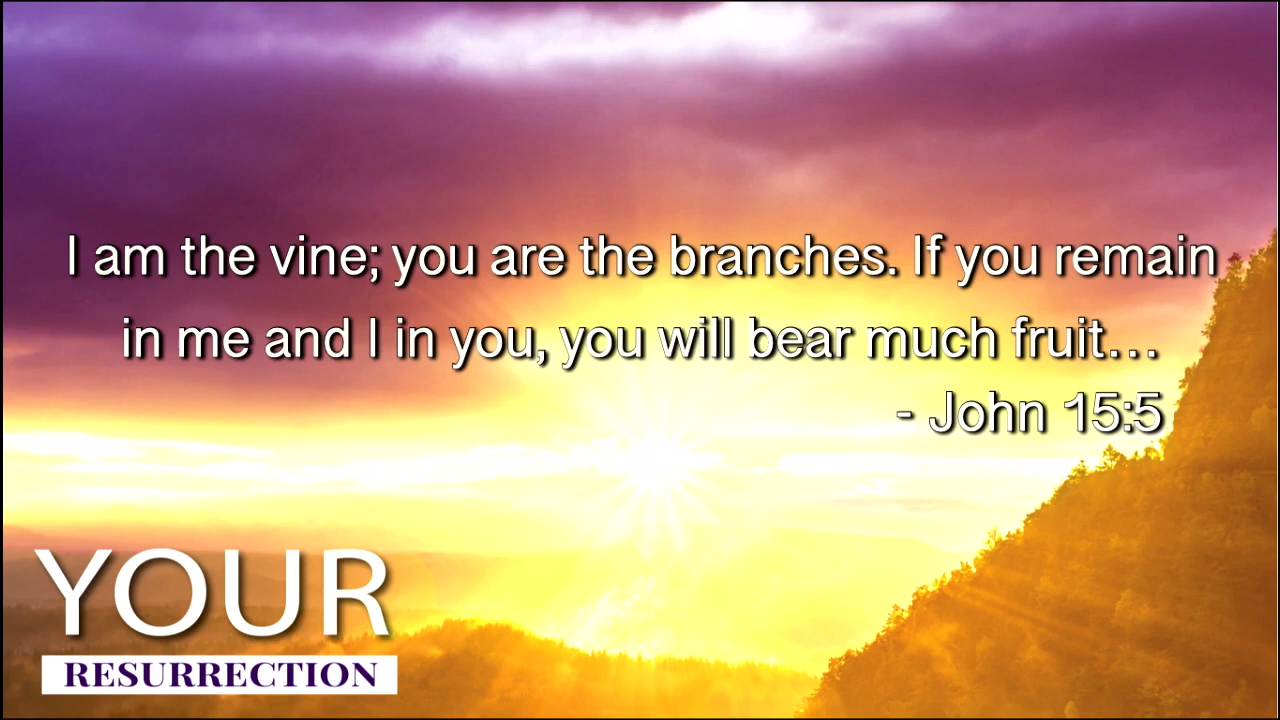 I am the vine; you are the branches. If you remain
in me and I in you, you will bear much fruit…
- John 15:5
YOUR
RESURRECTION